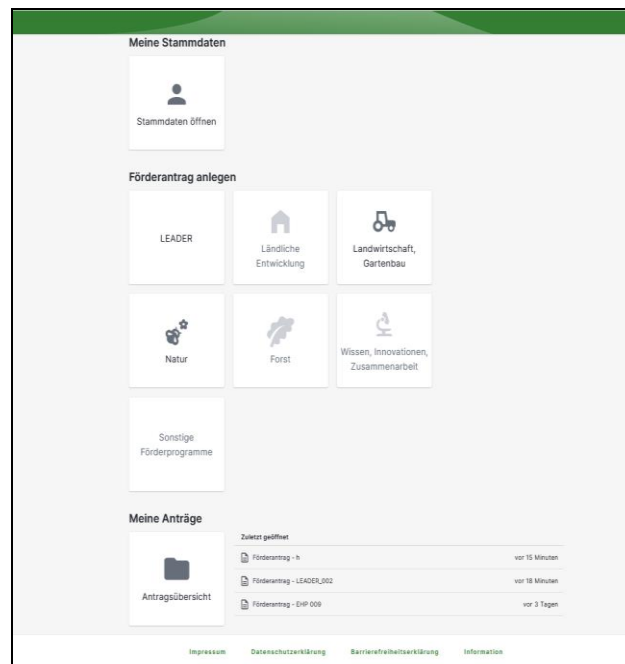 Meine Stammdaten
Stammdaten öffnen
Förderantrag anlegen
LEADER
Ländliche
Entwicklung
Landwirtschaft,
Gartenbau
Natur
Forst
Wissen, Innovationen,
Zusammenarbeit
Sonstige
Förderprogramme
Meine Anträge
Antragsübersicht
Zuletzt geöffnet
Förderantrag - h vor 15 Minuten
Förderantrag - LEADER_002 vor 18 Minuten
Förderantrag - EHP 009 vor 3 Tagen
Impressum Datenschutzerklärung Barrierefreiheitserklärung Information